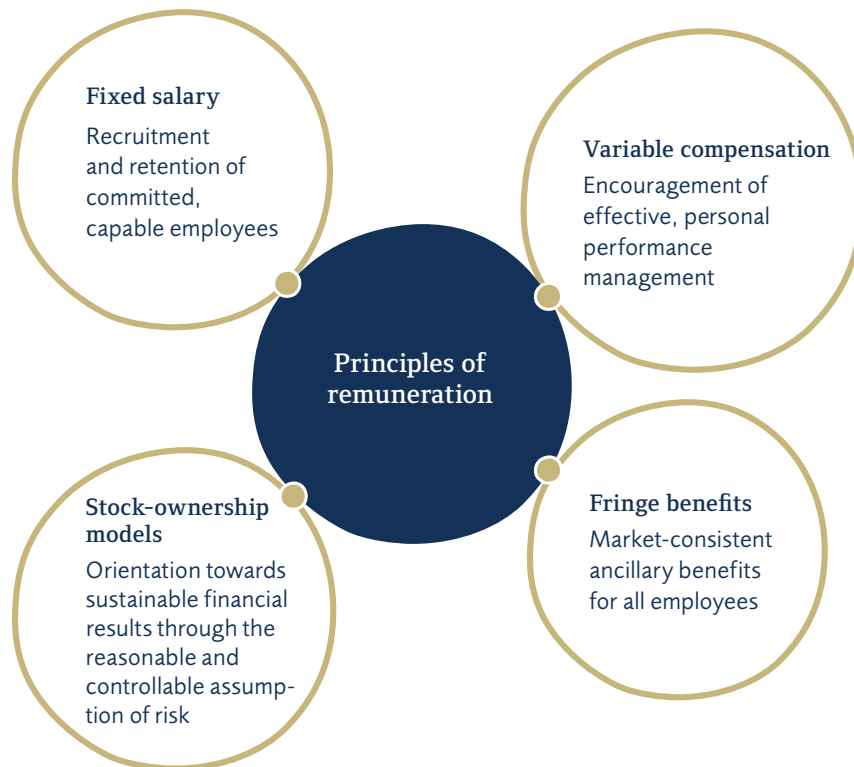 Fixed salary
Recruitment
and retention of
committed,
capable employees
Variable compensation
Encouragement of
effective, personal
performance
management
Principles of
remuneration
Stock-ownership
models
Orientation towards
sustainable financial
results through the
reasonable and
controllable assump-
tion of risk
Fringe benefits
Market-consistent
ancillary benefits
for all employees